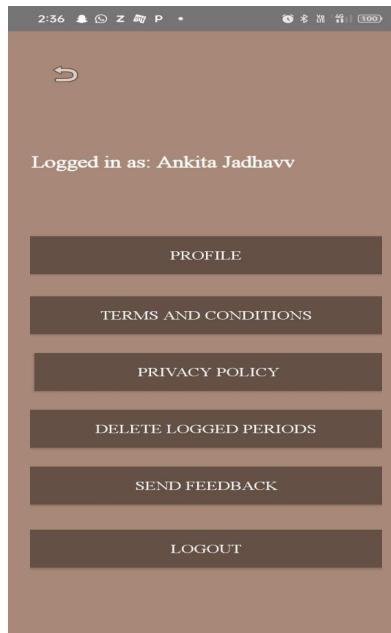 2:36 Z P 100
Logged in as: Ankita Jadhavv
PROFILE
TERMS AND CONDITIONS
PRIVACY POLICY
DELETE LOGGED PERIODS
SEND FEEDBACK
LOGOUT